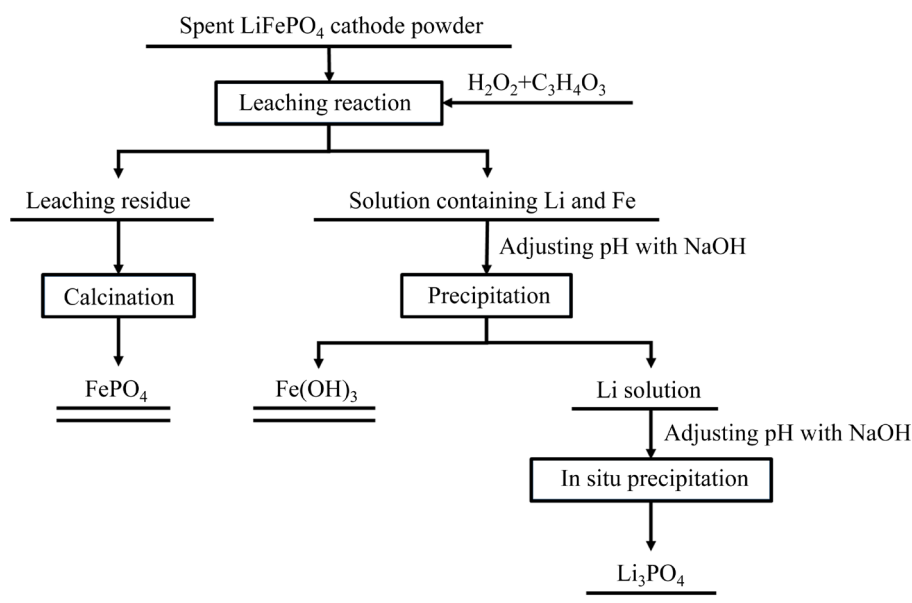 Spent LiFePO₄ cathode powder
H₂O₂+C₃H₄O₃
Leaching reaction
Leaching residue
Solution containing Li and Fe
Adjusting pH with NaOH
Calcination
Precipitation
FePO₄
Fe(OH)₃
Li solution
Adjusting pH with NaOH
In situ precipitation
Li₃PO₄